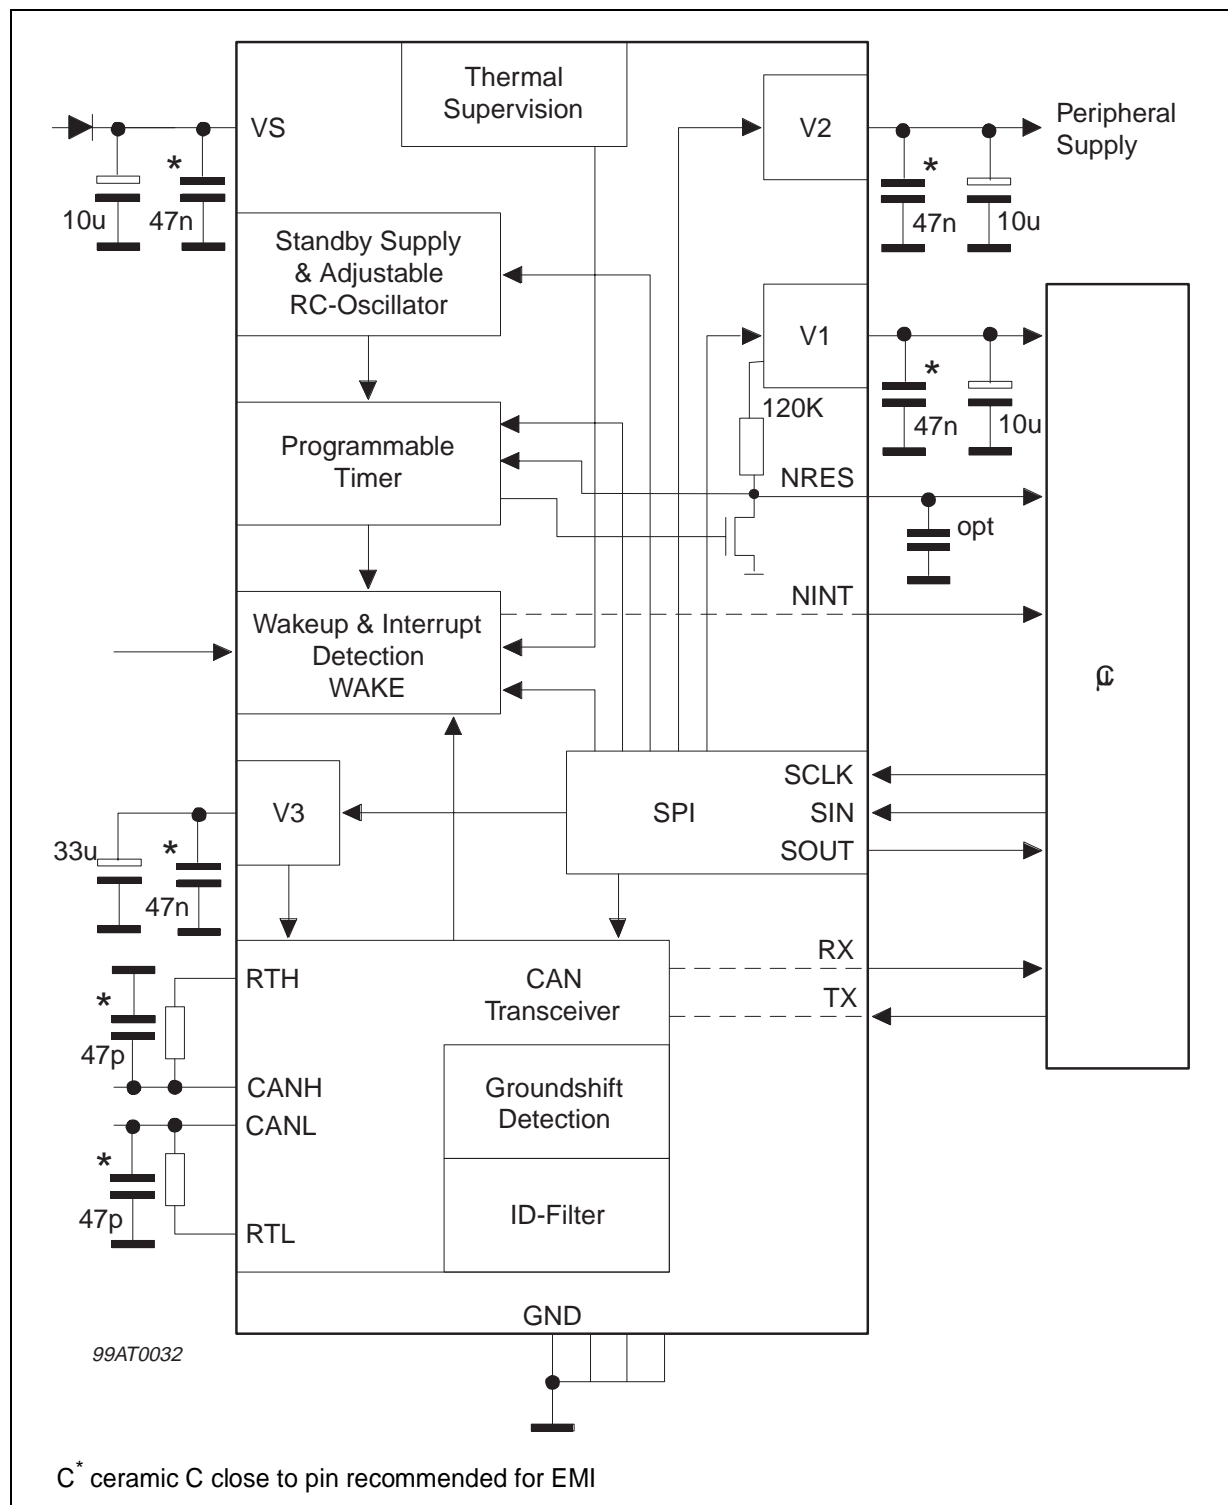 Thermal
Supervision
VS
V2
Peripheral
Supply
*
10u
47n
*
47n
10u
Standby Supply
& Adjustable
RC-Oscillator
V1
*
120K
47n
10u
Programmable
Timer
NRES
opt
NINT
Wakeup & Interrupt
Detection
WAKE
µC
SCLK
SIN
SOUT
SPI
V3
33u
*
47n
RTH
CAN
Transceiver
RX
TX
*
47p
CANH
CANL
Groundshift
Detection
*
47p
RTL
ID-Filter
GND
99AT0032
C* ceramic C close to pin recommended for EMI